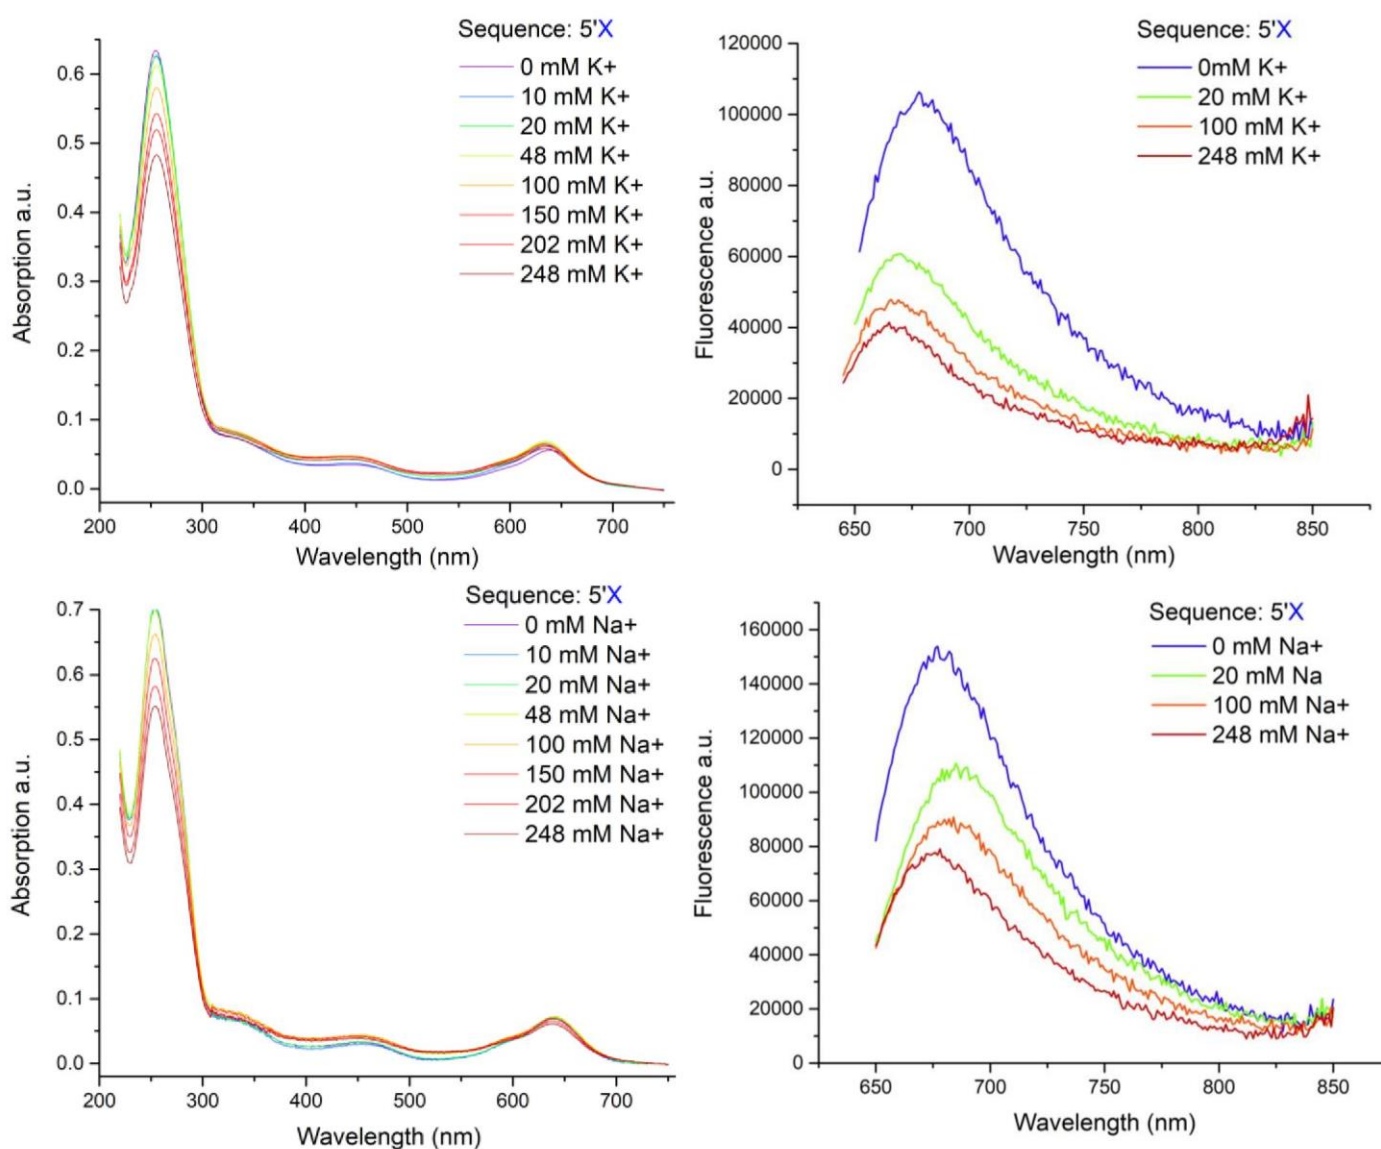 Sequence: 5'X
0 mM K+
10 mM K+
20 mM K+
48 mM K+
100 mM K+
150 mM K+
202 mM K+
248 mM K+
Absorption a.u.
0.6
0.5
0.4
0.3
0.2
0.1
0.0
200 300 400 500 600 700
Wavelength (nm)
Sequence: 5'X
0mM K+
20 mM K+
100 mM K+
248 mM K+
Fluorescence a.u.
120000
100000
80000
60000
40000
20000
0
650 700 750 800 850
Wavelength (nm)
Sequence: 5'X
0 mM Na+
10 mM Na+
20 mM Na+
48 mM Na+
100 mM Na+
150 mM Na+
202 mM Na+
248 mM Na+
Absorption a.u.
0.7
0.6
0.5
0.4
0.3
0.2
0.1
0.0
200 300 400 500 600 700
Wavelength (nm)
Sequence: 5'X
0 mM Na+
20 mM Na
100 mM Na+
248 mM Na+
Fluorescence a.u.
160000
140000
120000
100000
80000
60000
40000
20000
0
650 700 750 800 850
Wavelength (nm)